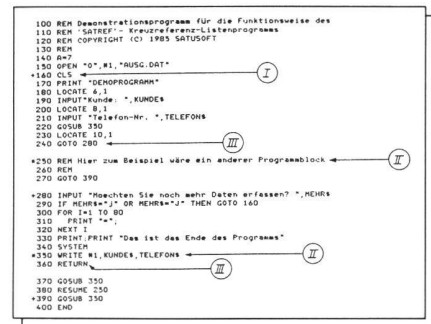 100 REM Demonstrationsprogramm für die Funktionsweise des
110 REM 'SATREF'- Kreuzreferenz-Listenprogrammes
120 REM COPYRIGHT (C) 1985 SATUSOFT
130 REM
140 A=7
150 OPEN "O",#1,"AUSG.DAT"
*160 CLS I
170 PRINT "DEMOPROGRAMM"
180 LOCATE 6,1
190 INPUT"Kunde: ",KUNDE$
200 LOCATE 8,1
210 INPUT "Telefon-Nr. ",TELEFON$
220 GOSUB 350
230 LOCATE 10,1
240 GOTO 280 III
*250 REM Hier zum Beispiel wäre ein anderer Programmblock II
260 REM
270 GOTO 390
*280 INPUT "Moechten Sie noch mehr Daten erfassen? ",MEHR$
290 IF MEHR$="j" OR MEHR$="J" THEN GOTO 160
300 FOR I=1 TO 80
310 PRINT "=";
320 NEXT I
330 PRINT:PRINT "Das ist das Ende des Programms"
340 SYSTEM
*350 WRITE #1,KUNDE$,TELEFON$ II
360 RETURN III
370 GOSUB 350
380 RESUME 250
*390 GOSUB 350
400 END